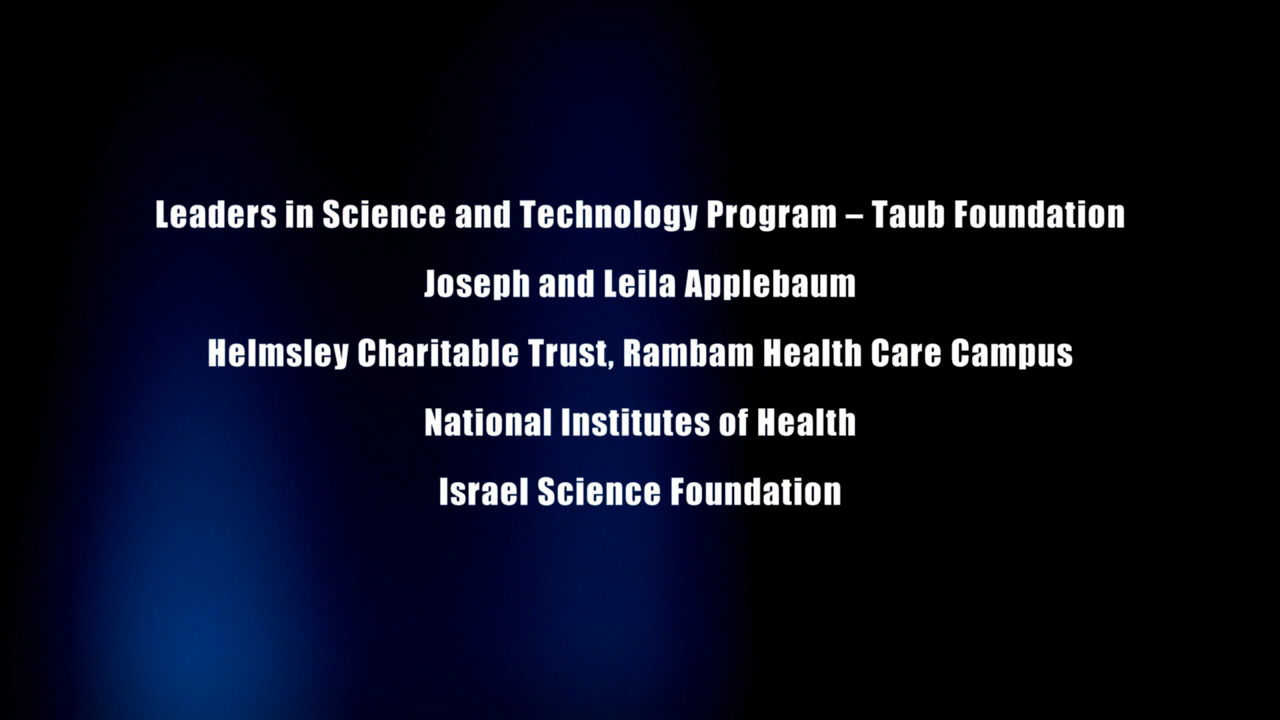 Leaders in Science and Technology Program – Taub Foundation
Joseph and Leila Applebaum
Helmsley Charitable Trust, Rambam Health Care Campus
National Institutes of Health
Israel Science Foundation